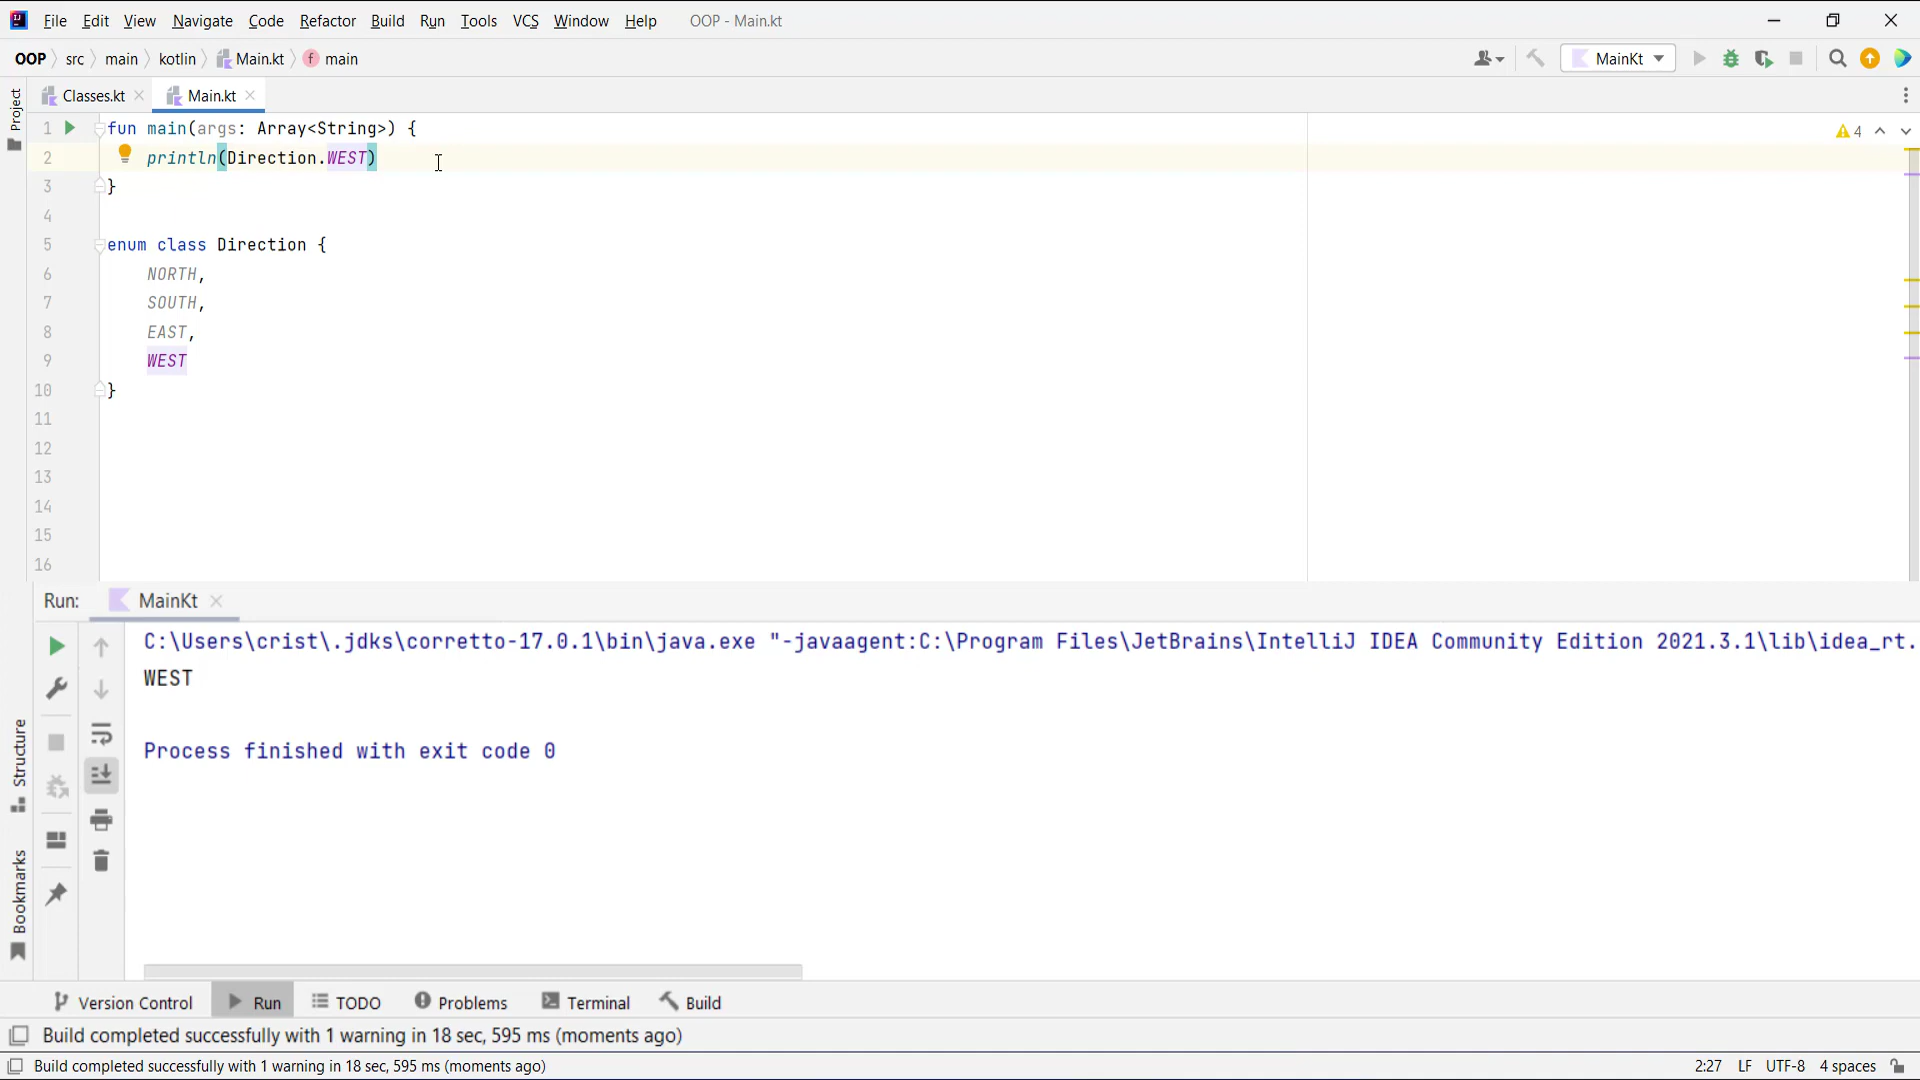 File Edit View Navigate Code Refactor Build Run Tools VCS Window Help OOP - Main.kt
OOP src main kotlin Main.kt f main MainKt
Classes.kt Main.kt
Project
1 fun main(args: Array<String>) { 4
2 println(Direction.WEST)
3 }
4
5 enum class Direction {
6 NORTH,
7 SOUTH,
8 EAST,
9 WEST
10 }
11
12
13
14
15
16
Run: MainKt
C:\Users\crist\.jdks\corretto-17.0.1\bin\java.exe "-javaagent:C:\Program Files\JetBrains\IntelliJ IDEA Community Edition 2021.3.1\lib\idea_rt.
WEST
Process finished with exit code 0
Structure
Bookmarks
Version Control Run TODO Problems Terminal Build
Build completed successfully with 1 warning in 18 sec, 595 ms (moments ago)
Build completed successfully with 1 warning in 18 sec, 595 ms (moments ago) 2:27 LF UTF-8 4 spaces